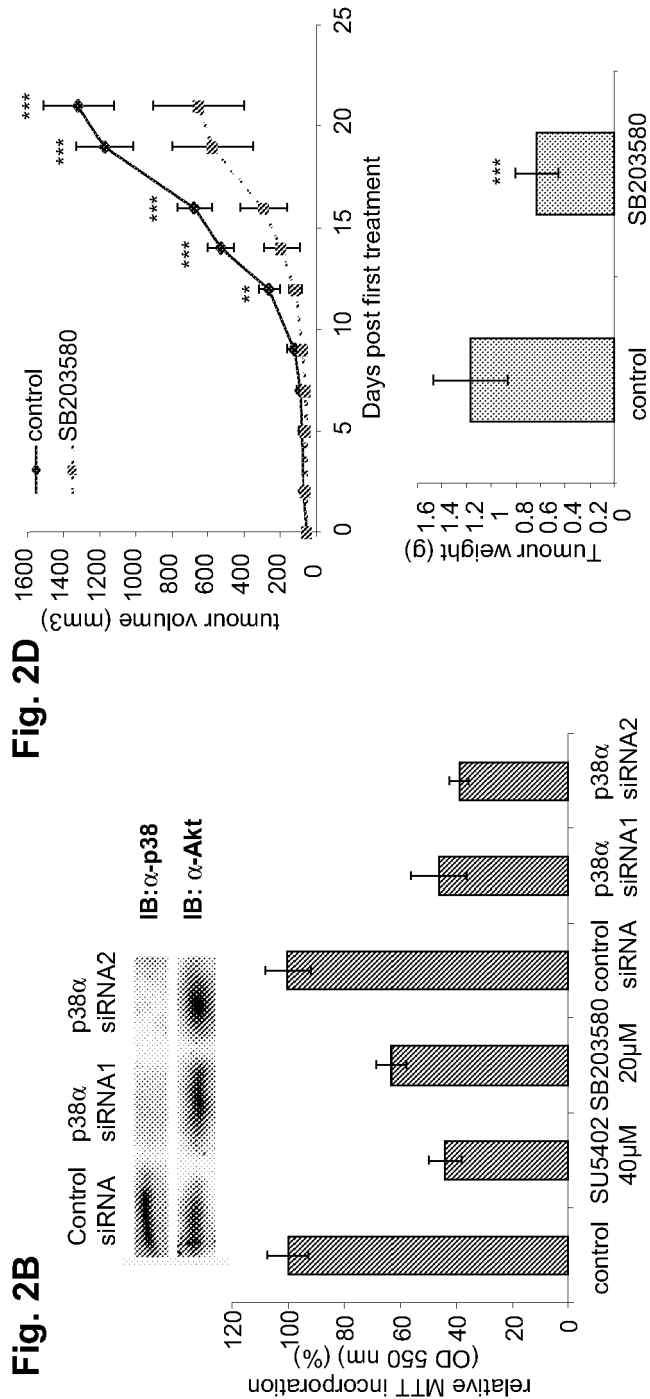 Fig. 2B
Control siRNA
p38α siRNA1
p38α siRNA2
IB:α-p38
IB: α-Akt
relative MTT incorporation
(OD 550 nm) (%)
120
100
80
60
40
20
0
control
SU5402 40µM
SB203580 20µM
control siRNA
p38α siRNA1
p38α siRNA2
Fig. 2D
tumour volume (mm3)
1600
1400
1200
1000
800
600
400
200
0
control
SB203580
**
***
***
***
***
0
5
10
15
20
25
Days post first treatment
Tumour weight (g)
1.6
1.4
1.2
1
0.8
0.6
0.4
0.2
0
***
control
SB203580